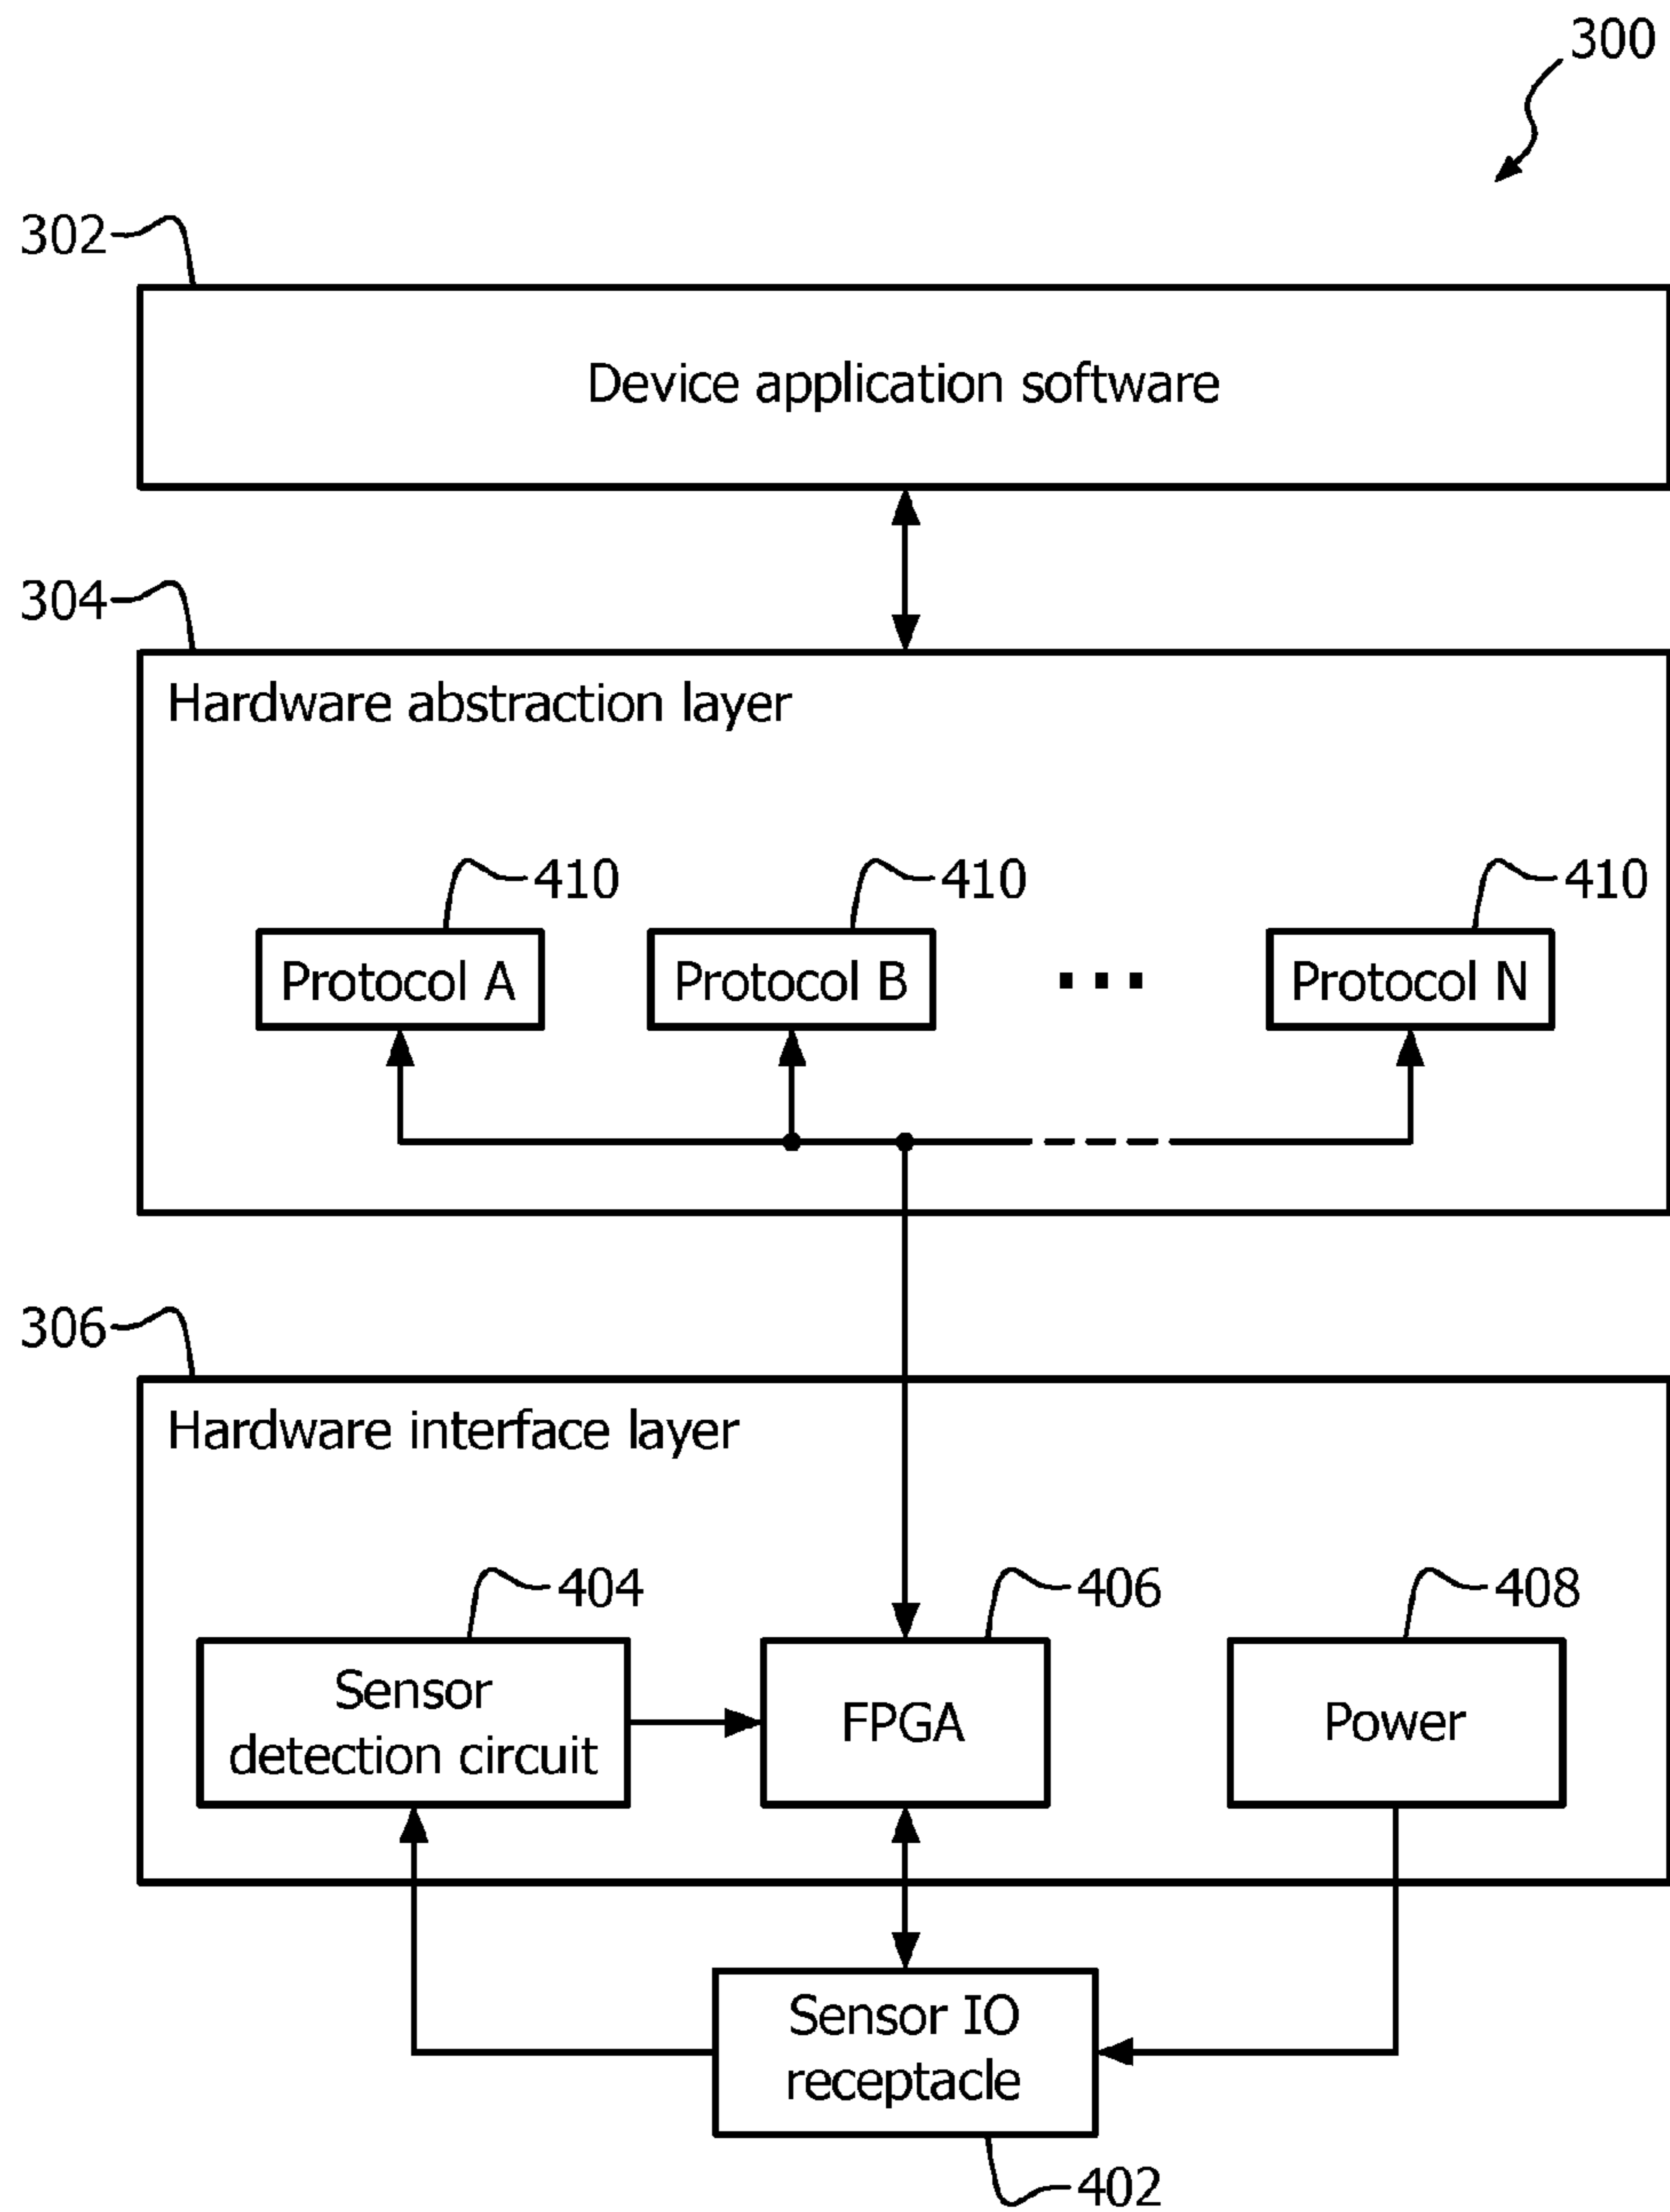 300
302
Device application software
304
Hardware abstraction layer
410
410
410
Protocol A
Protocol B
...
Protocol N
306
Hardware interface layer
404
406
408
Sensor
detection circuit
FPGA
Power
Sensor IO
receptacle
402